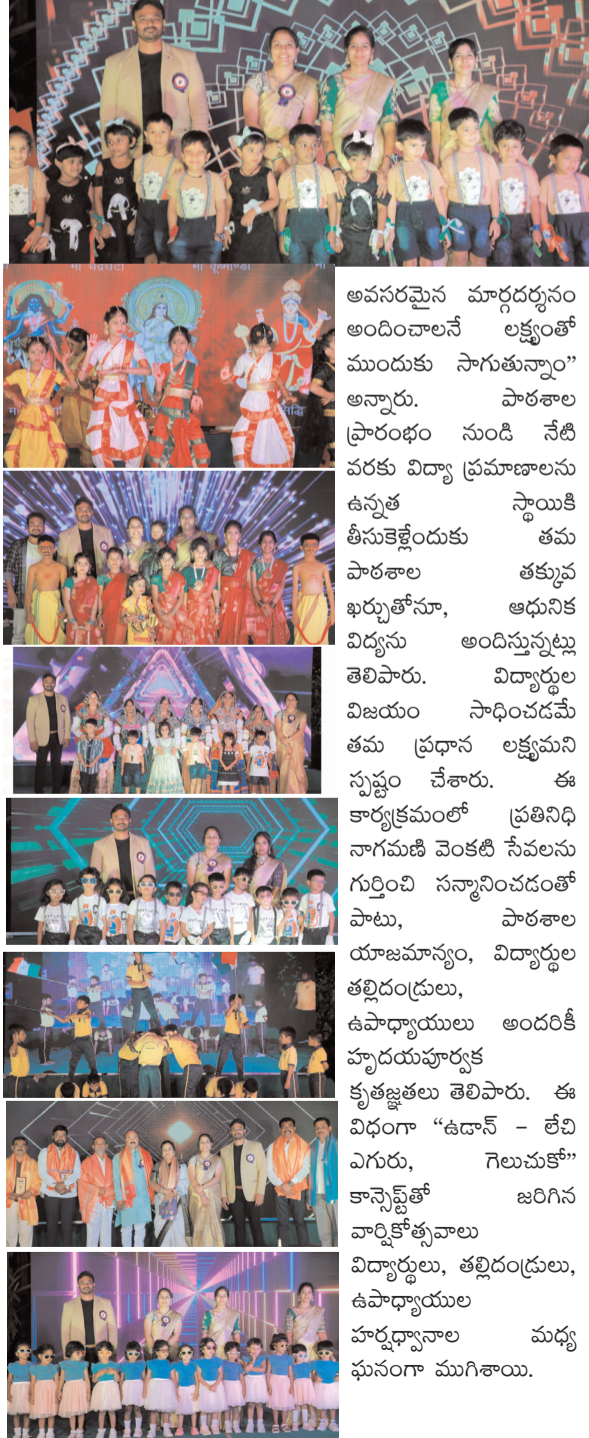 मा चंद्रघंटा
मा कूष्माण्डा
मा
అవసరమైన మార్గదర్శనం
అందించాలనే లక్ష్యంతో
ముందుకు సాగుతున్నాం”
అన్నారు. పాఠశాల
ప్రారంభం నుండి నేటి
వరకు విద్యా ప్రమాణాలను
ఉన్నత స్థాయికి
తీసుకెళ్లేందుకు తమ
పాఠశాల తక్కువ
ఖర్చుతోనూ, ఆధునిక
విద్యను అందిస్తున్నట్లు
తెలిపారు. విద్యార్థుల
విజయం సాధించడమే
తమ ప్రధాన లక్ష్యమని
స్పష్టం చేశారు. ఈ
కార్యక్రమంలో ప్రతినిధి
నాగమణి వెంకటి సేవలను
గుర్తించి సన్మానించడంతో
పాటు, పాఠశాల
యాజమాన్యం, విద్యార్థుల
తల్లిదండ్రులు,
ఉపాధ్యాయులు అందరికీ
హృదయపూర్వక
కృతజ్ఞతలు తెలిపారు. ఈ
విధంగా “ఉడాన్ – లేచి
ఎగురు, గెలుచుకో”
కాన్సెప్ట్‌తో జరిగిన
వార్షికోత్సవాలు
విద్యార్థులు, తల్లిదండ్రులు,
ఉపాధ్యాయుల
హర్షధ్వానాల మధ్య
ఘనంగా ముగిశాయి.